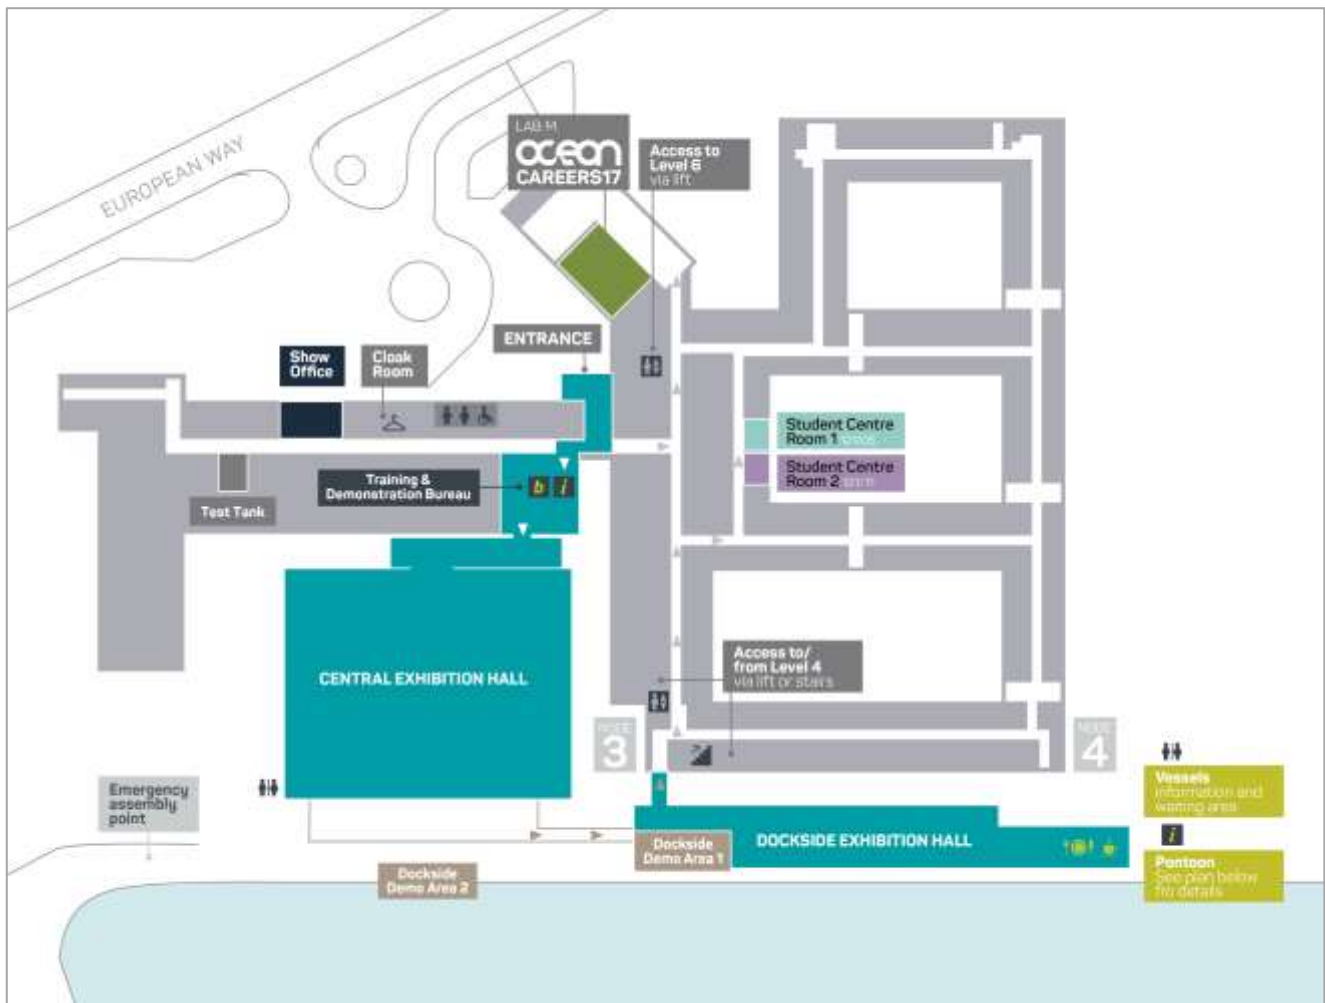 EUROPEAN WAY
LAB M
ocean
CAREERS17
Access to
Level 6
via lift
ENTRANCE
Show
Office
Cloak
Room
Student Centre
Room 1
Student Centre
Room 2
Training &
Demonstration Bureau
b i
Test Tank
CENTRAL EXHIBITION HALL
Access to/
from Level 4
via lift or stairs
NODE
3
NODE
4
Emergency
assembly
point
Vessels
information and
waiting area
Dockside
Demo Area 1
DOCKSIDE EXHIBITION HALL
i
Pontoon
See plan below
fro details
Dockside
Demo Area 2